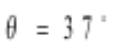 θ = 37°